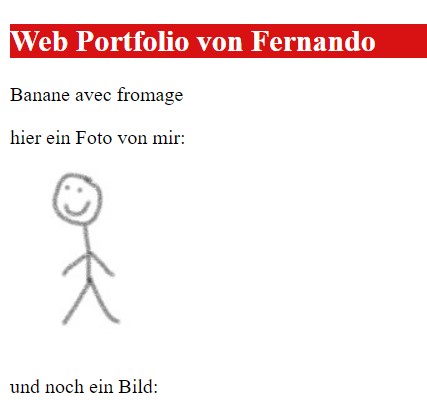 Web Portfolio von Fernando
Banane avec fromage
hier ein Foto von mir:
und noch ein Bild: